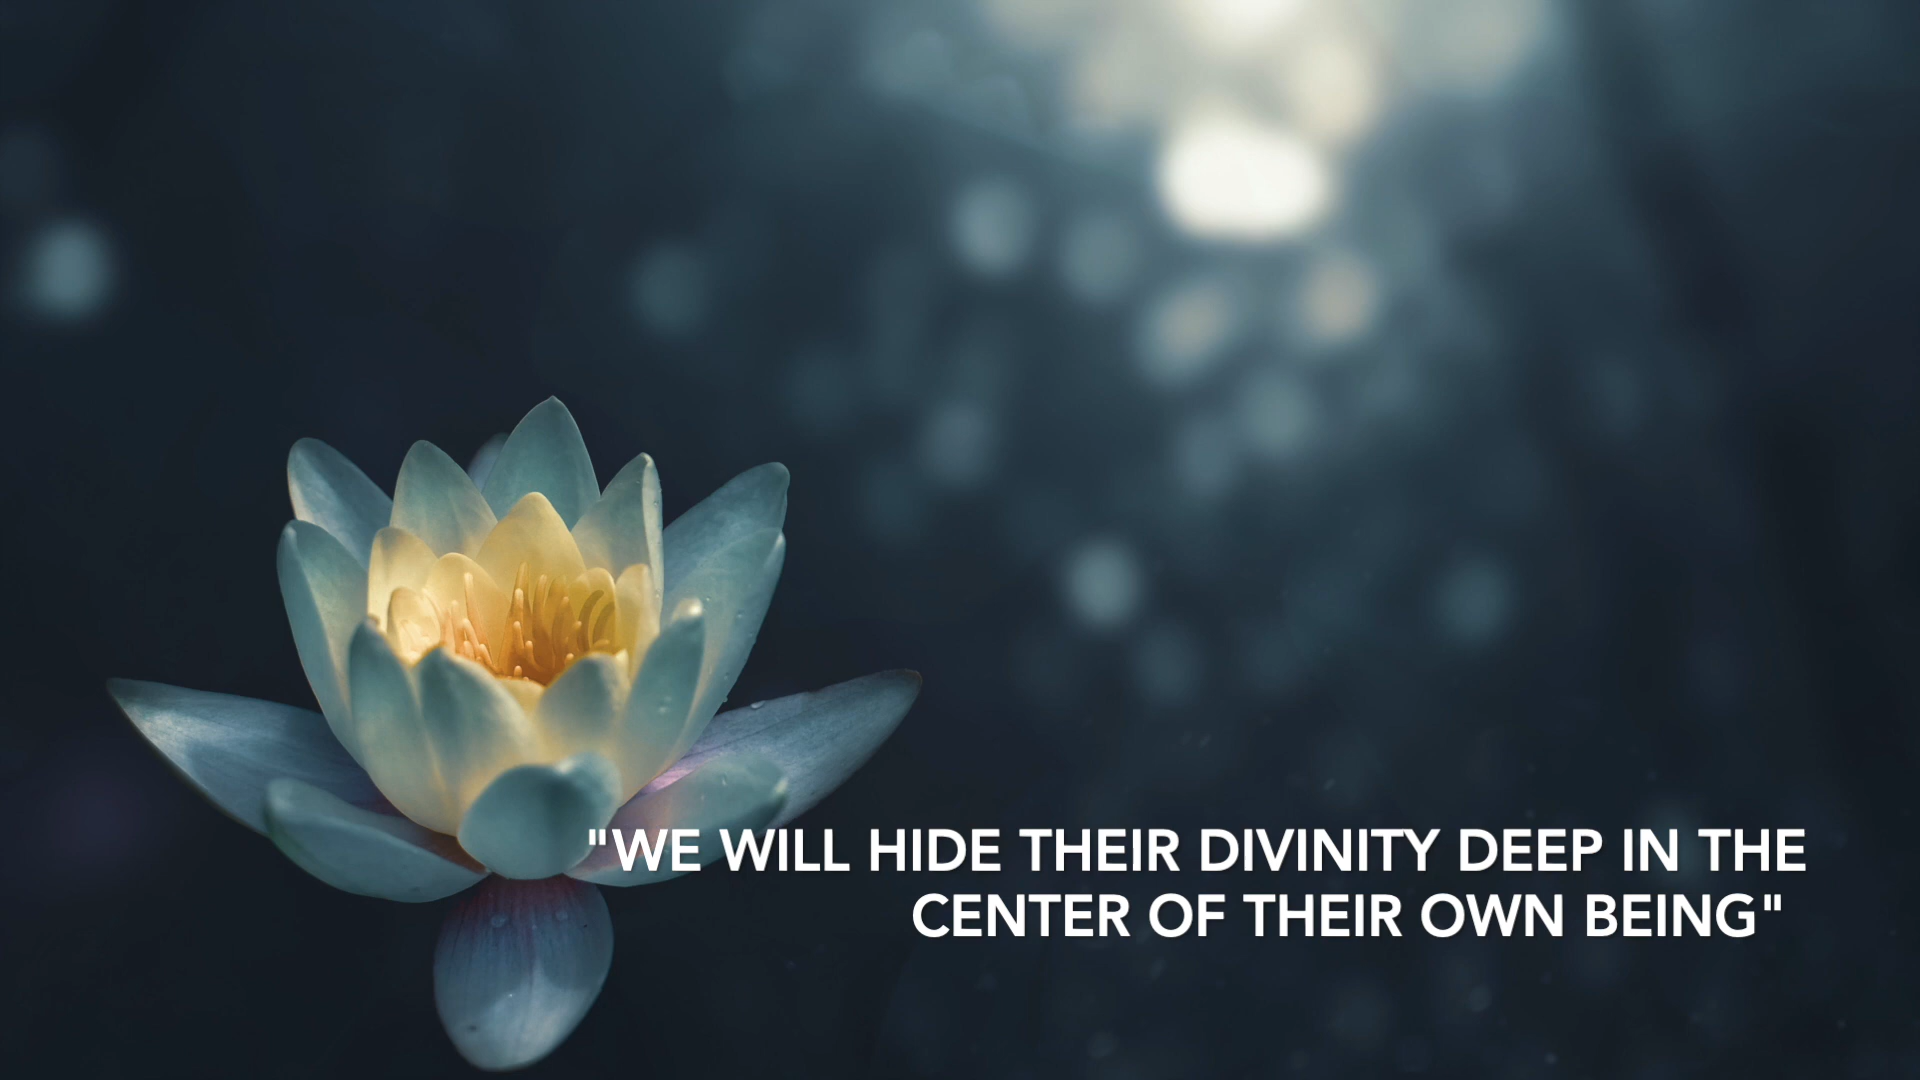 "WE WILL HIDE THEIR DIVINITY DEEP IN THE
CENTER OF THEIR OWN BEING"